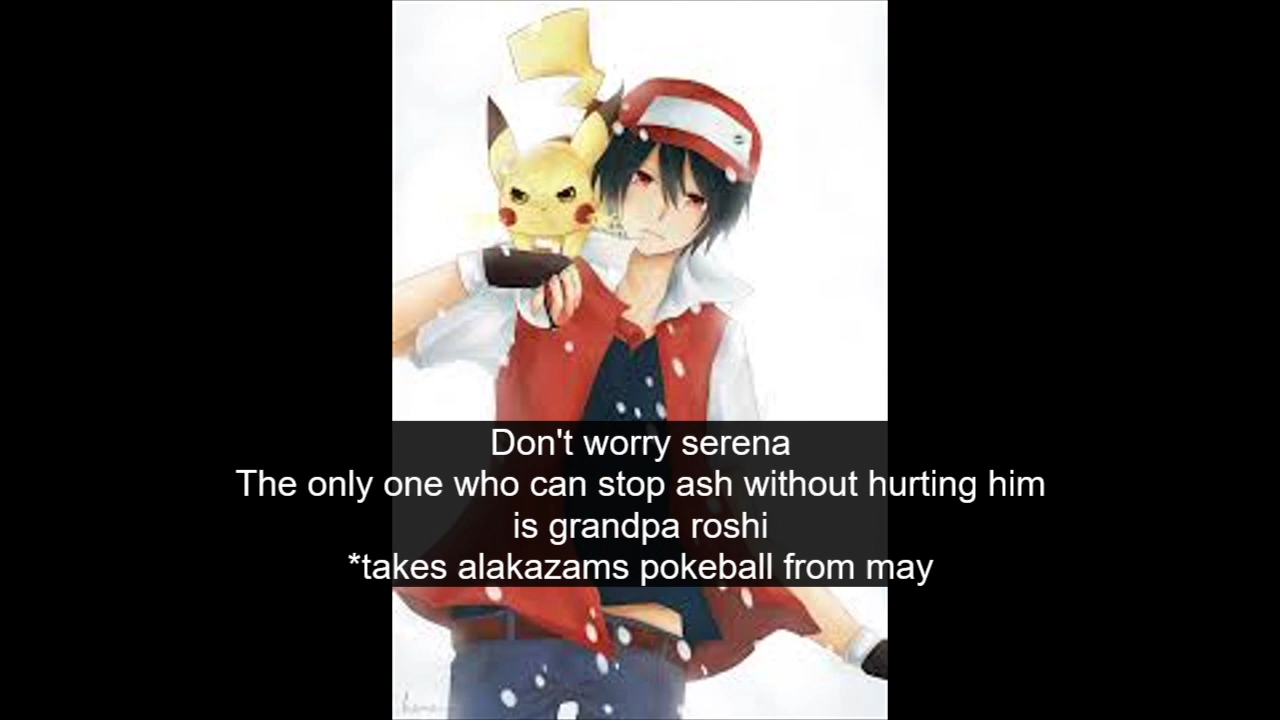 Don't worry serena
The only one who can stop ash without hurting him
is grandpa roshi
*takes alakazams pokeball from may